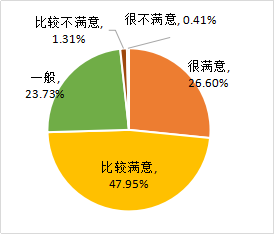 比较不满意,
1.31%
很不满意, 0.41%
一般,
23.73%
很满意,
26.60%
比较满意,
47.95%